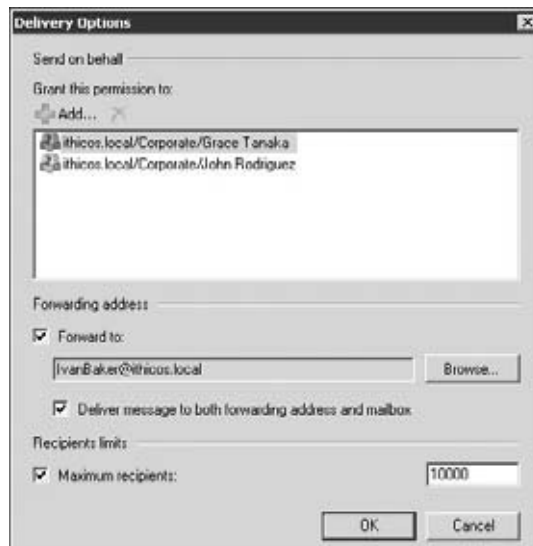 Delivery Options
Send on behalf
Grant this permission to:
Add...
ithicos.local/Corporate/Grace Tanaka
ithicos.local/Corporate/John Rodriguez
Forwarding address
Forward to:
IvanBaker@ithicos.local
Browse...
Deliver message to both forwarding address and mailbox
Recipients limits
Maximum recipients:
10000
OK
Cancel